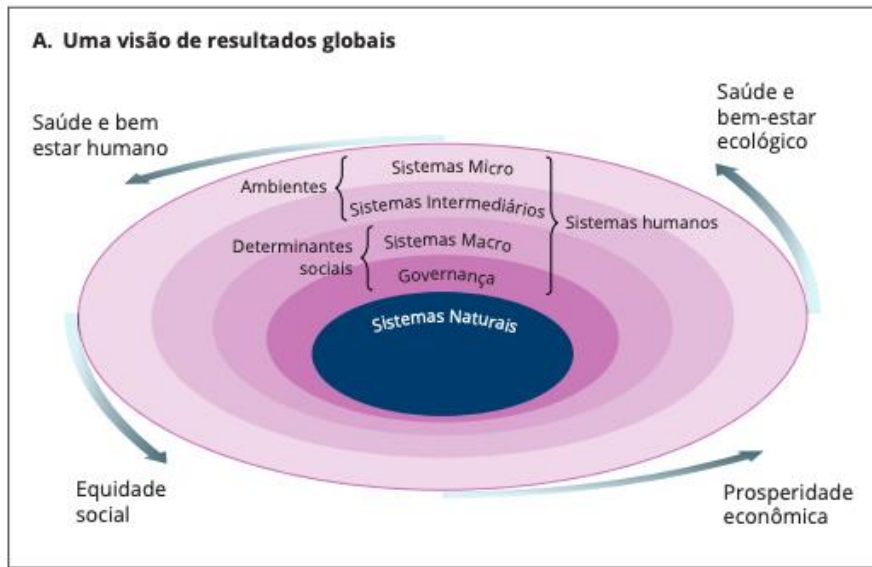 A. Uma visão de resultados globais
Saúde e bem
estar humano
Saúde e
bem-estar
ecológico
Ambientes
Sistemas Micro
Sistemas Intermediários
Sistemas humanos
Determinantes
sociais
Sistemas Macro
Governança
Sistemas Naturais
Equidade
social
Prosperidade
econômica